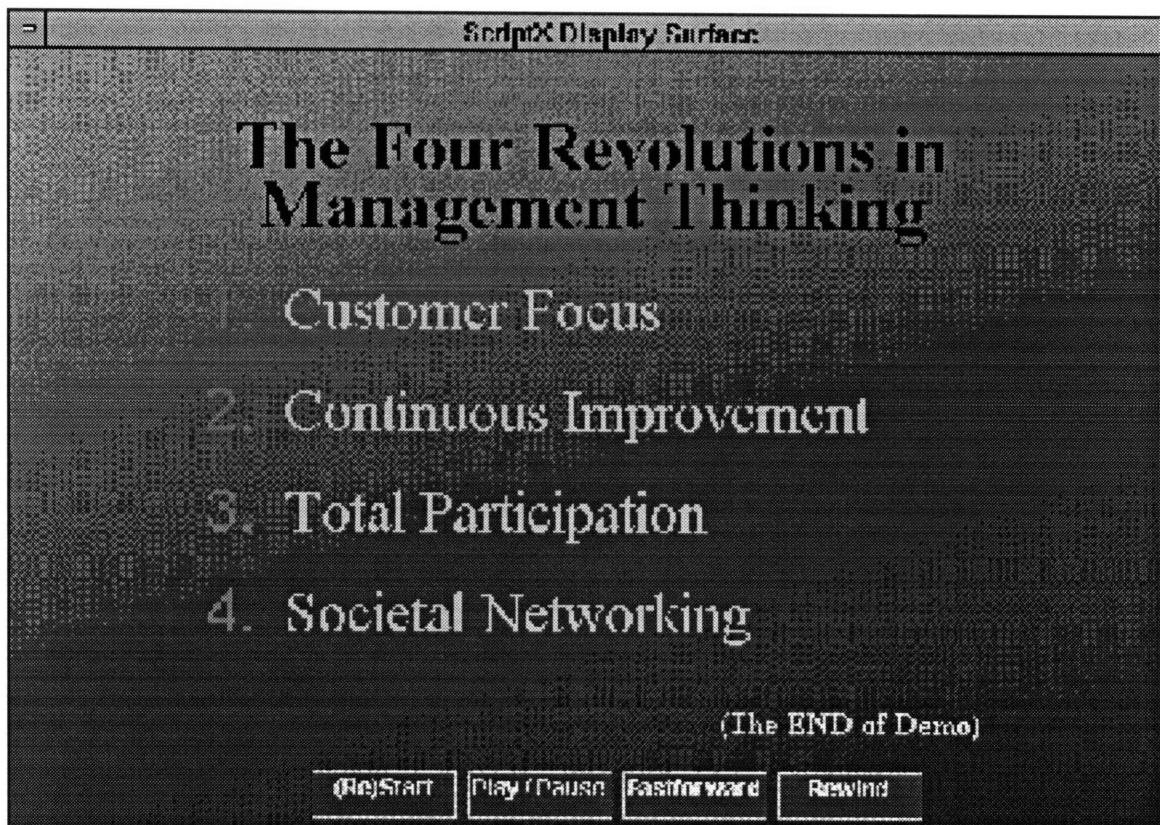 ScriptX Display Surface
The Four Revolutions in
Management Thinking
1. Customer Focus
2. Continuous Improvement
3. Total Participation
4. Societal Networking
(The END of Demo)
(Re)Start Play / Pause Fastforward Rewind